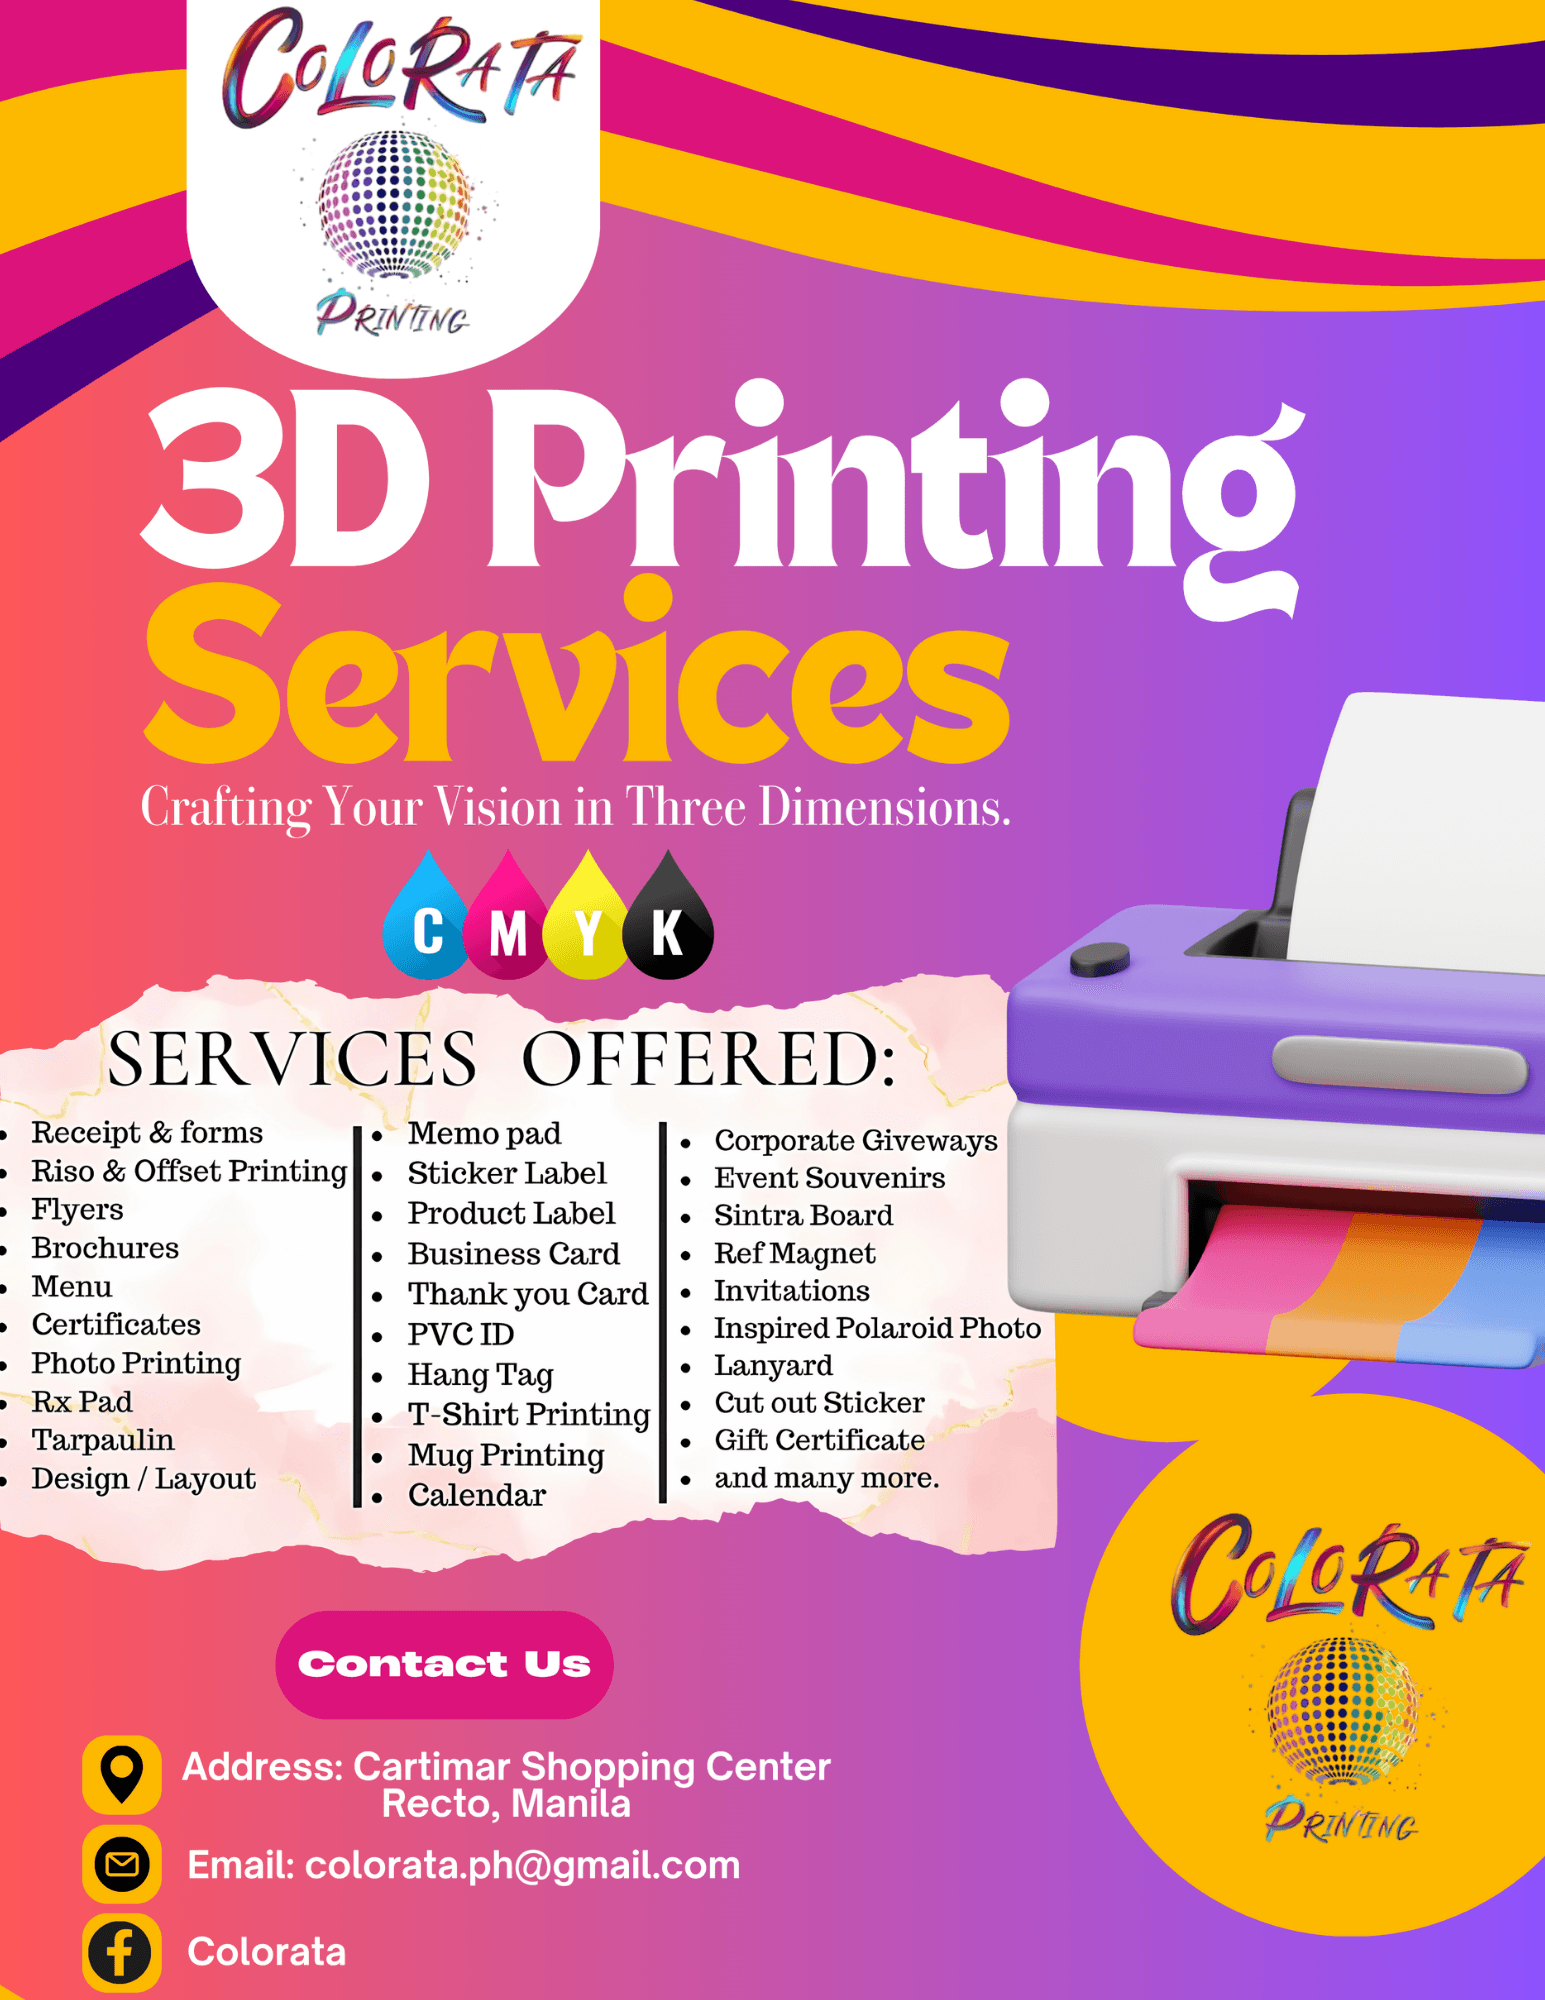 COLORATA
PRINTING
3D Printing
Services
Crafting Your Vision in Three Dimensions.
C M Y K
SERVICES OFFERED:
• Receipt & forms
• Riso & Offset Printing
• Flyers
• Brochures
• Menu
• Certificates
• Photo Printing
• Rx Pad
• Tarpaulin
• Design / Layout
• Memo pad
• Sticker Label
• Product Label
• Business Card
• Thank you Card
• PVC ID
• Hang Tag
• T-Shirt Printing
• Mug Printing
• Calendar
• Corporate Giveways
• Event Souvenirs
• Sintra Board
• Ref Magnet
• Invitations
• Inspired Polaroid Photo
• Lanyard
• Cut out Sticker
• Gift Certificate
• and many more.
Contact Us
Address: Cartimar Shopping Center
Recto, Manila
Email: colorata.ph@gmail.com
Colorata
COLORATA
PRINTING